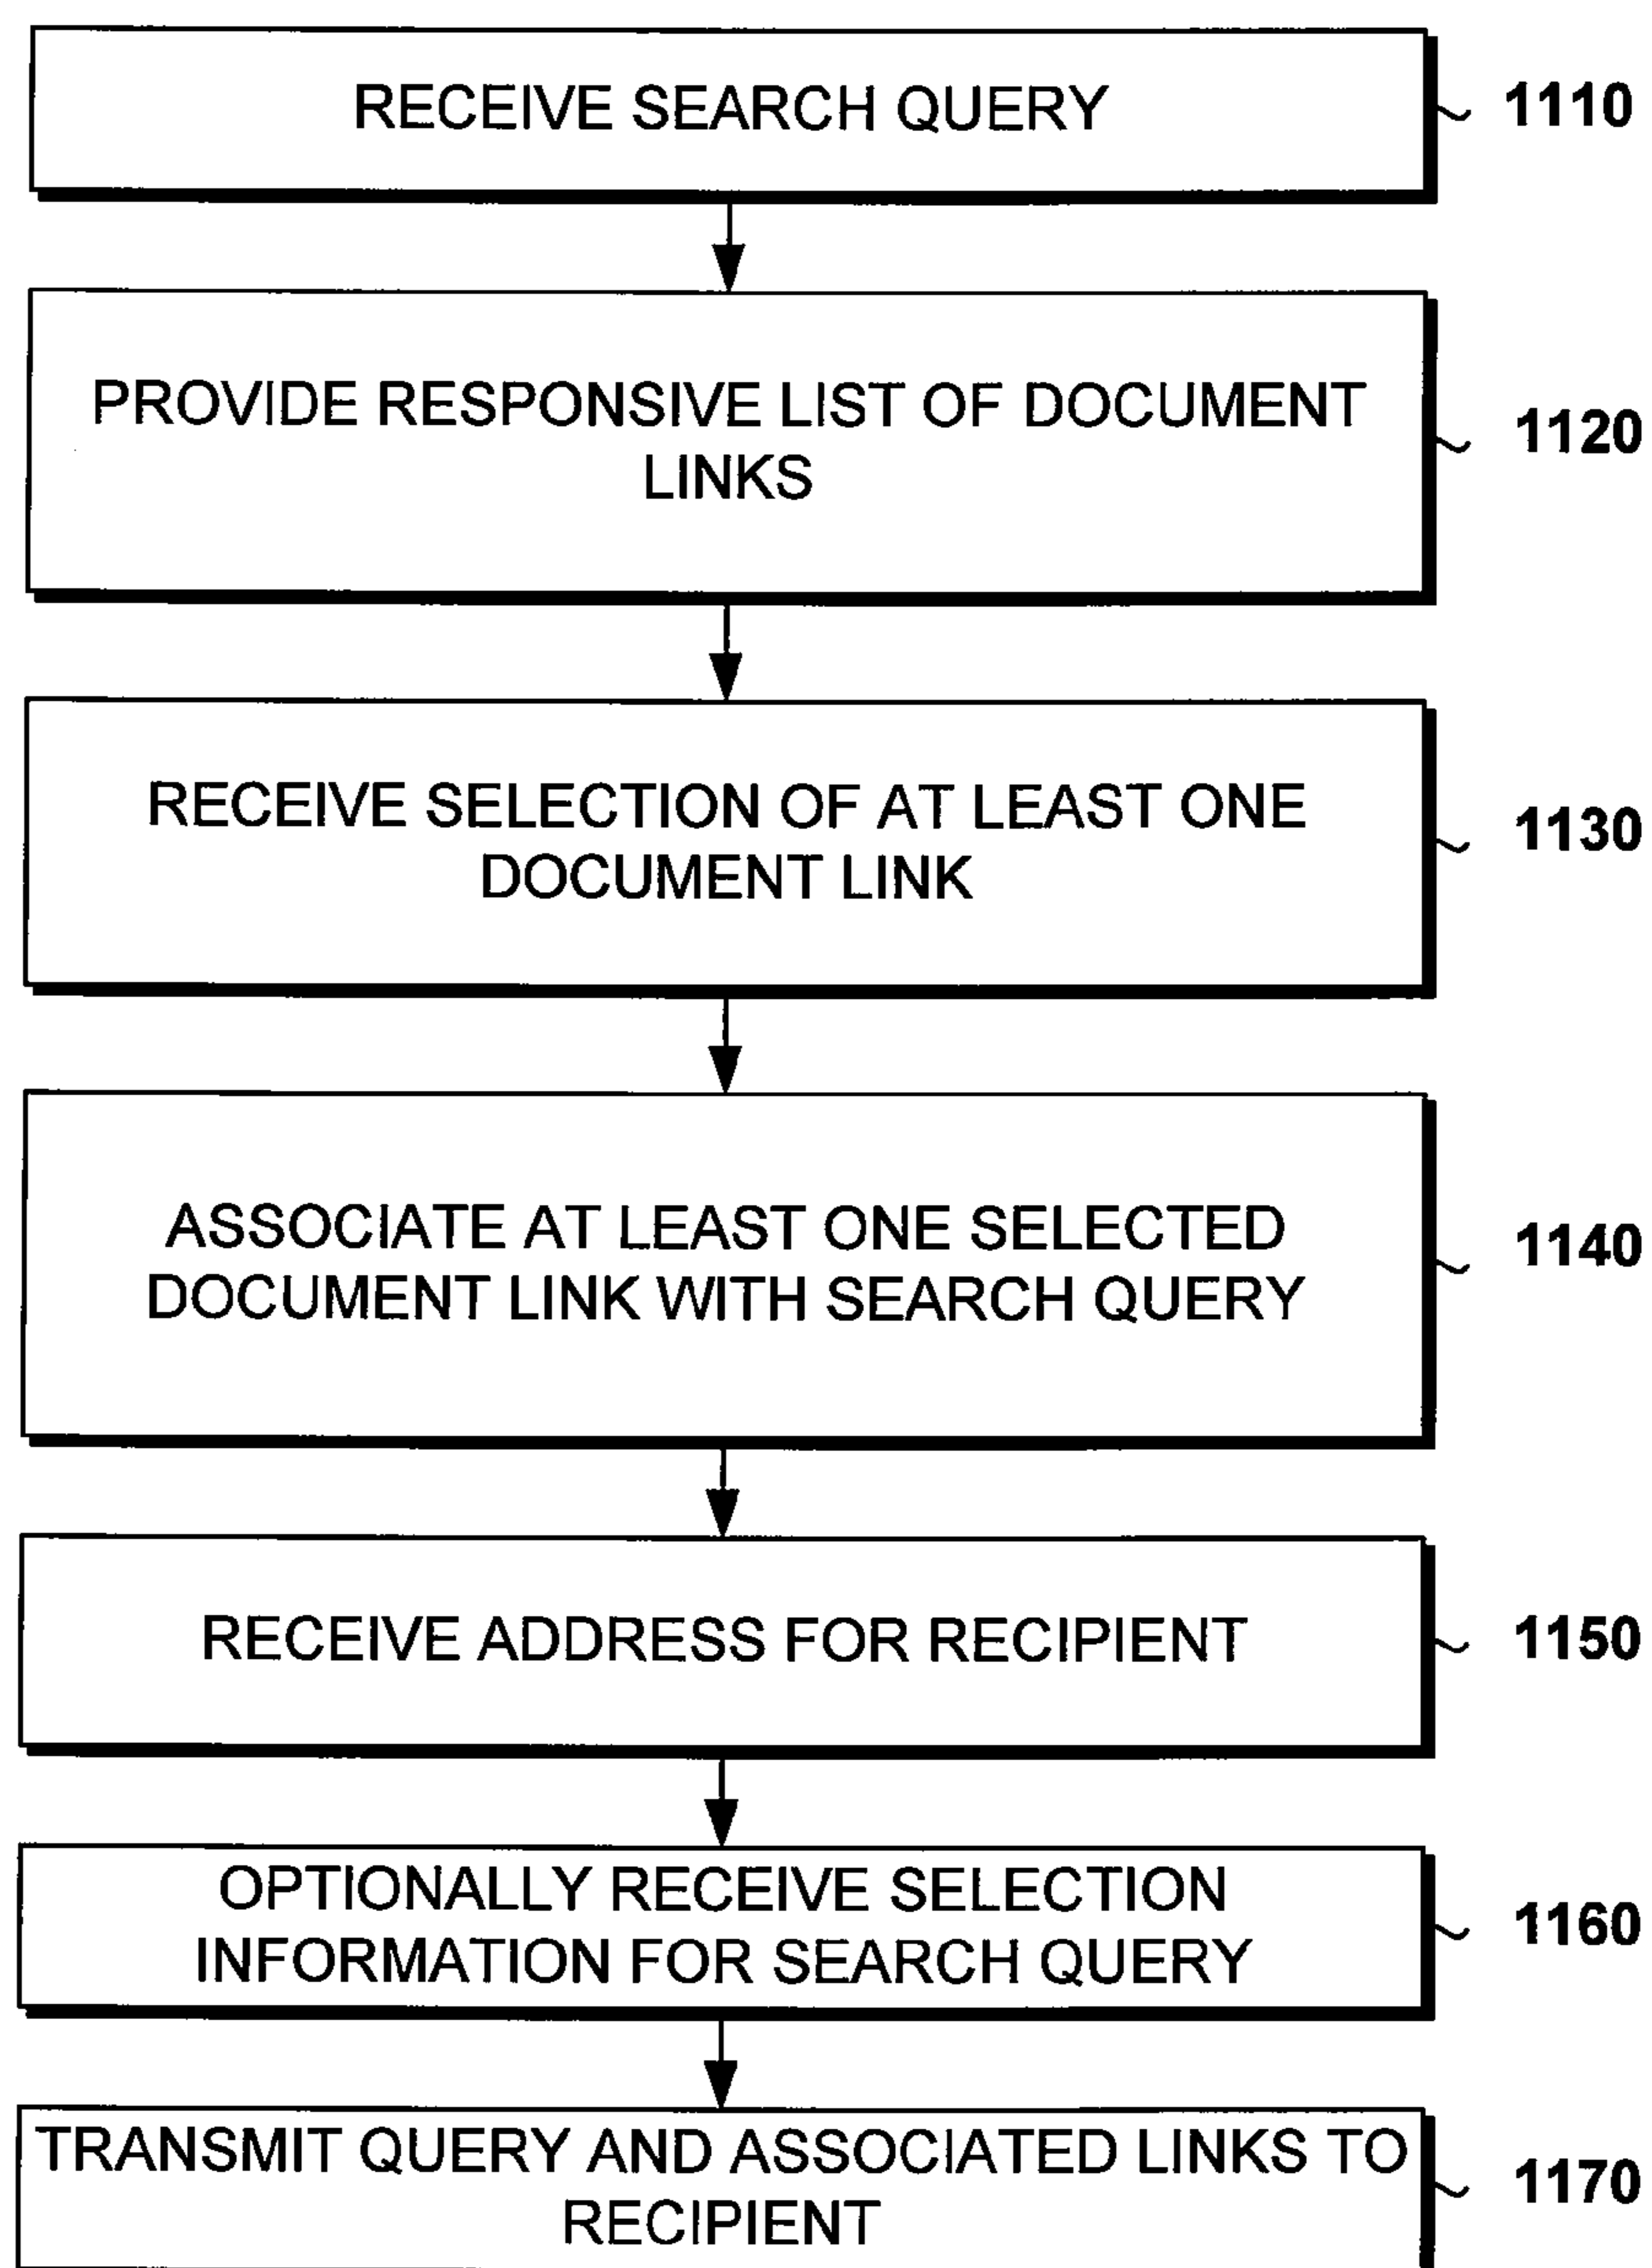 RECEIVE SEARCH QUERY
1110
PROVIDE RESPONSIVE LIST OF DOCUMENT
LINKS
1120
RECEIVE SELECTION OF AT LEAST ONE
DOCUMENT LINK
1130
ASSOCIATE AT LEAST ONE SELECTED
DOCUMENT LINK WITH SEARCH QUERY
1140
RECEIVE ADDRESS FOR RECIPIENT
1150
OPTIONALLY RECEIVE SELECTION
INFORMATION FOR SEARCH QUERY
1160
TRANSMIT QUERY AND ASSOCIATED LINKS TO
RECIPIENT
1170